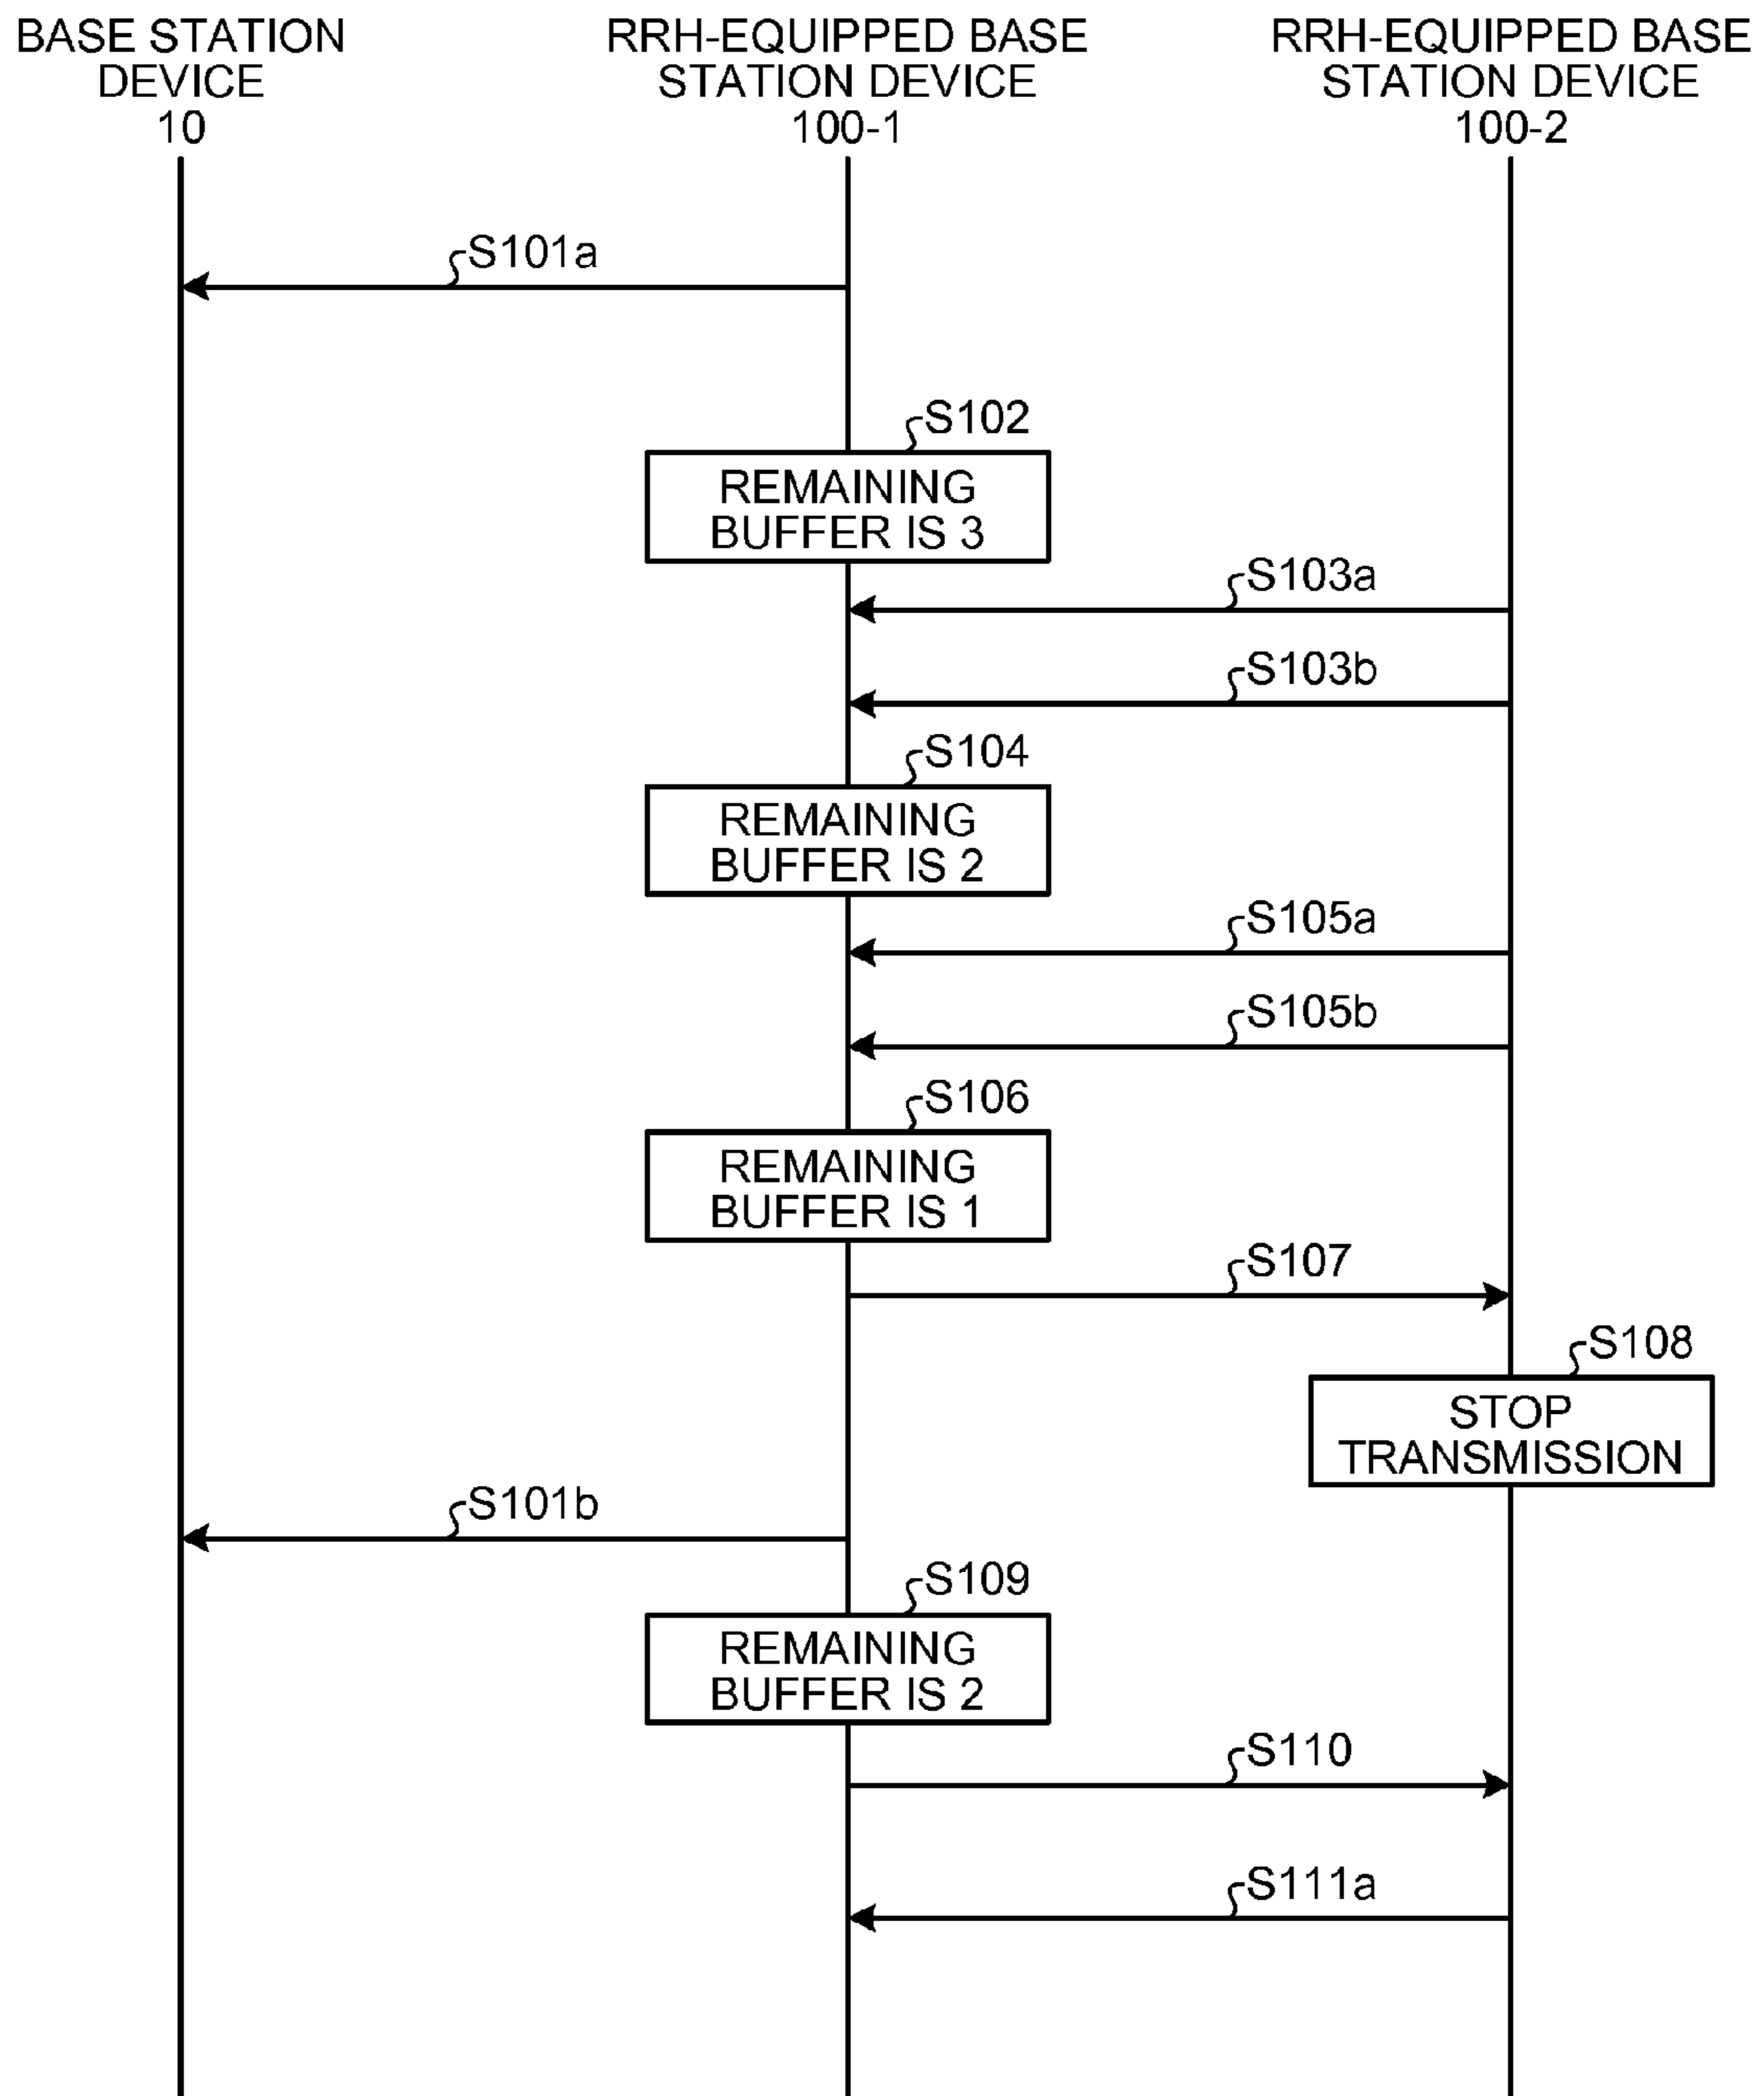 BASE STATION
DEVICE
10
RRH-EQUIPPED BASE
STATION DEVICE
100-1
RRH-EQUIPPED BASE
STATION DEVICE
100-2
S101a
S102
REMAINING
BUFFER IS 3
S103a
S103b
S104
REMAINING
BUFFER IS 2
S105a
S105b
S106
REMAINING
BUFFER IS 1
S107
S108
STOP
TRANSMISSION
S101b
S109
REMAINING
BUFFER IS 2
S110
S111a